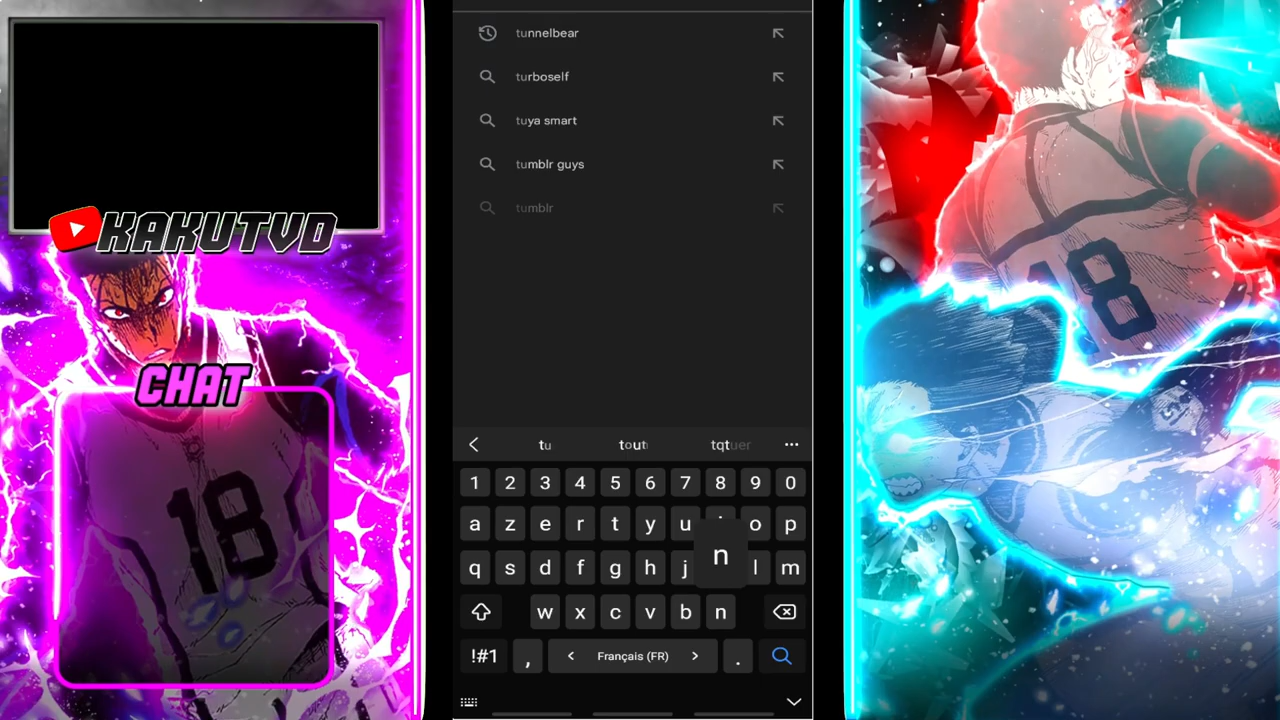 KAKUTVD
CHAT
18
tunnelbear
turboself
tuya smart
tumblr guys
tumblr
tu tout tqtuer
1 2 3 4 5 6 7 8 9 0
a z e r t y u o p
q s d f g h j n l m
w x c v b n
!#1 , < Français (FR) > .
18